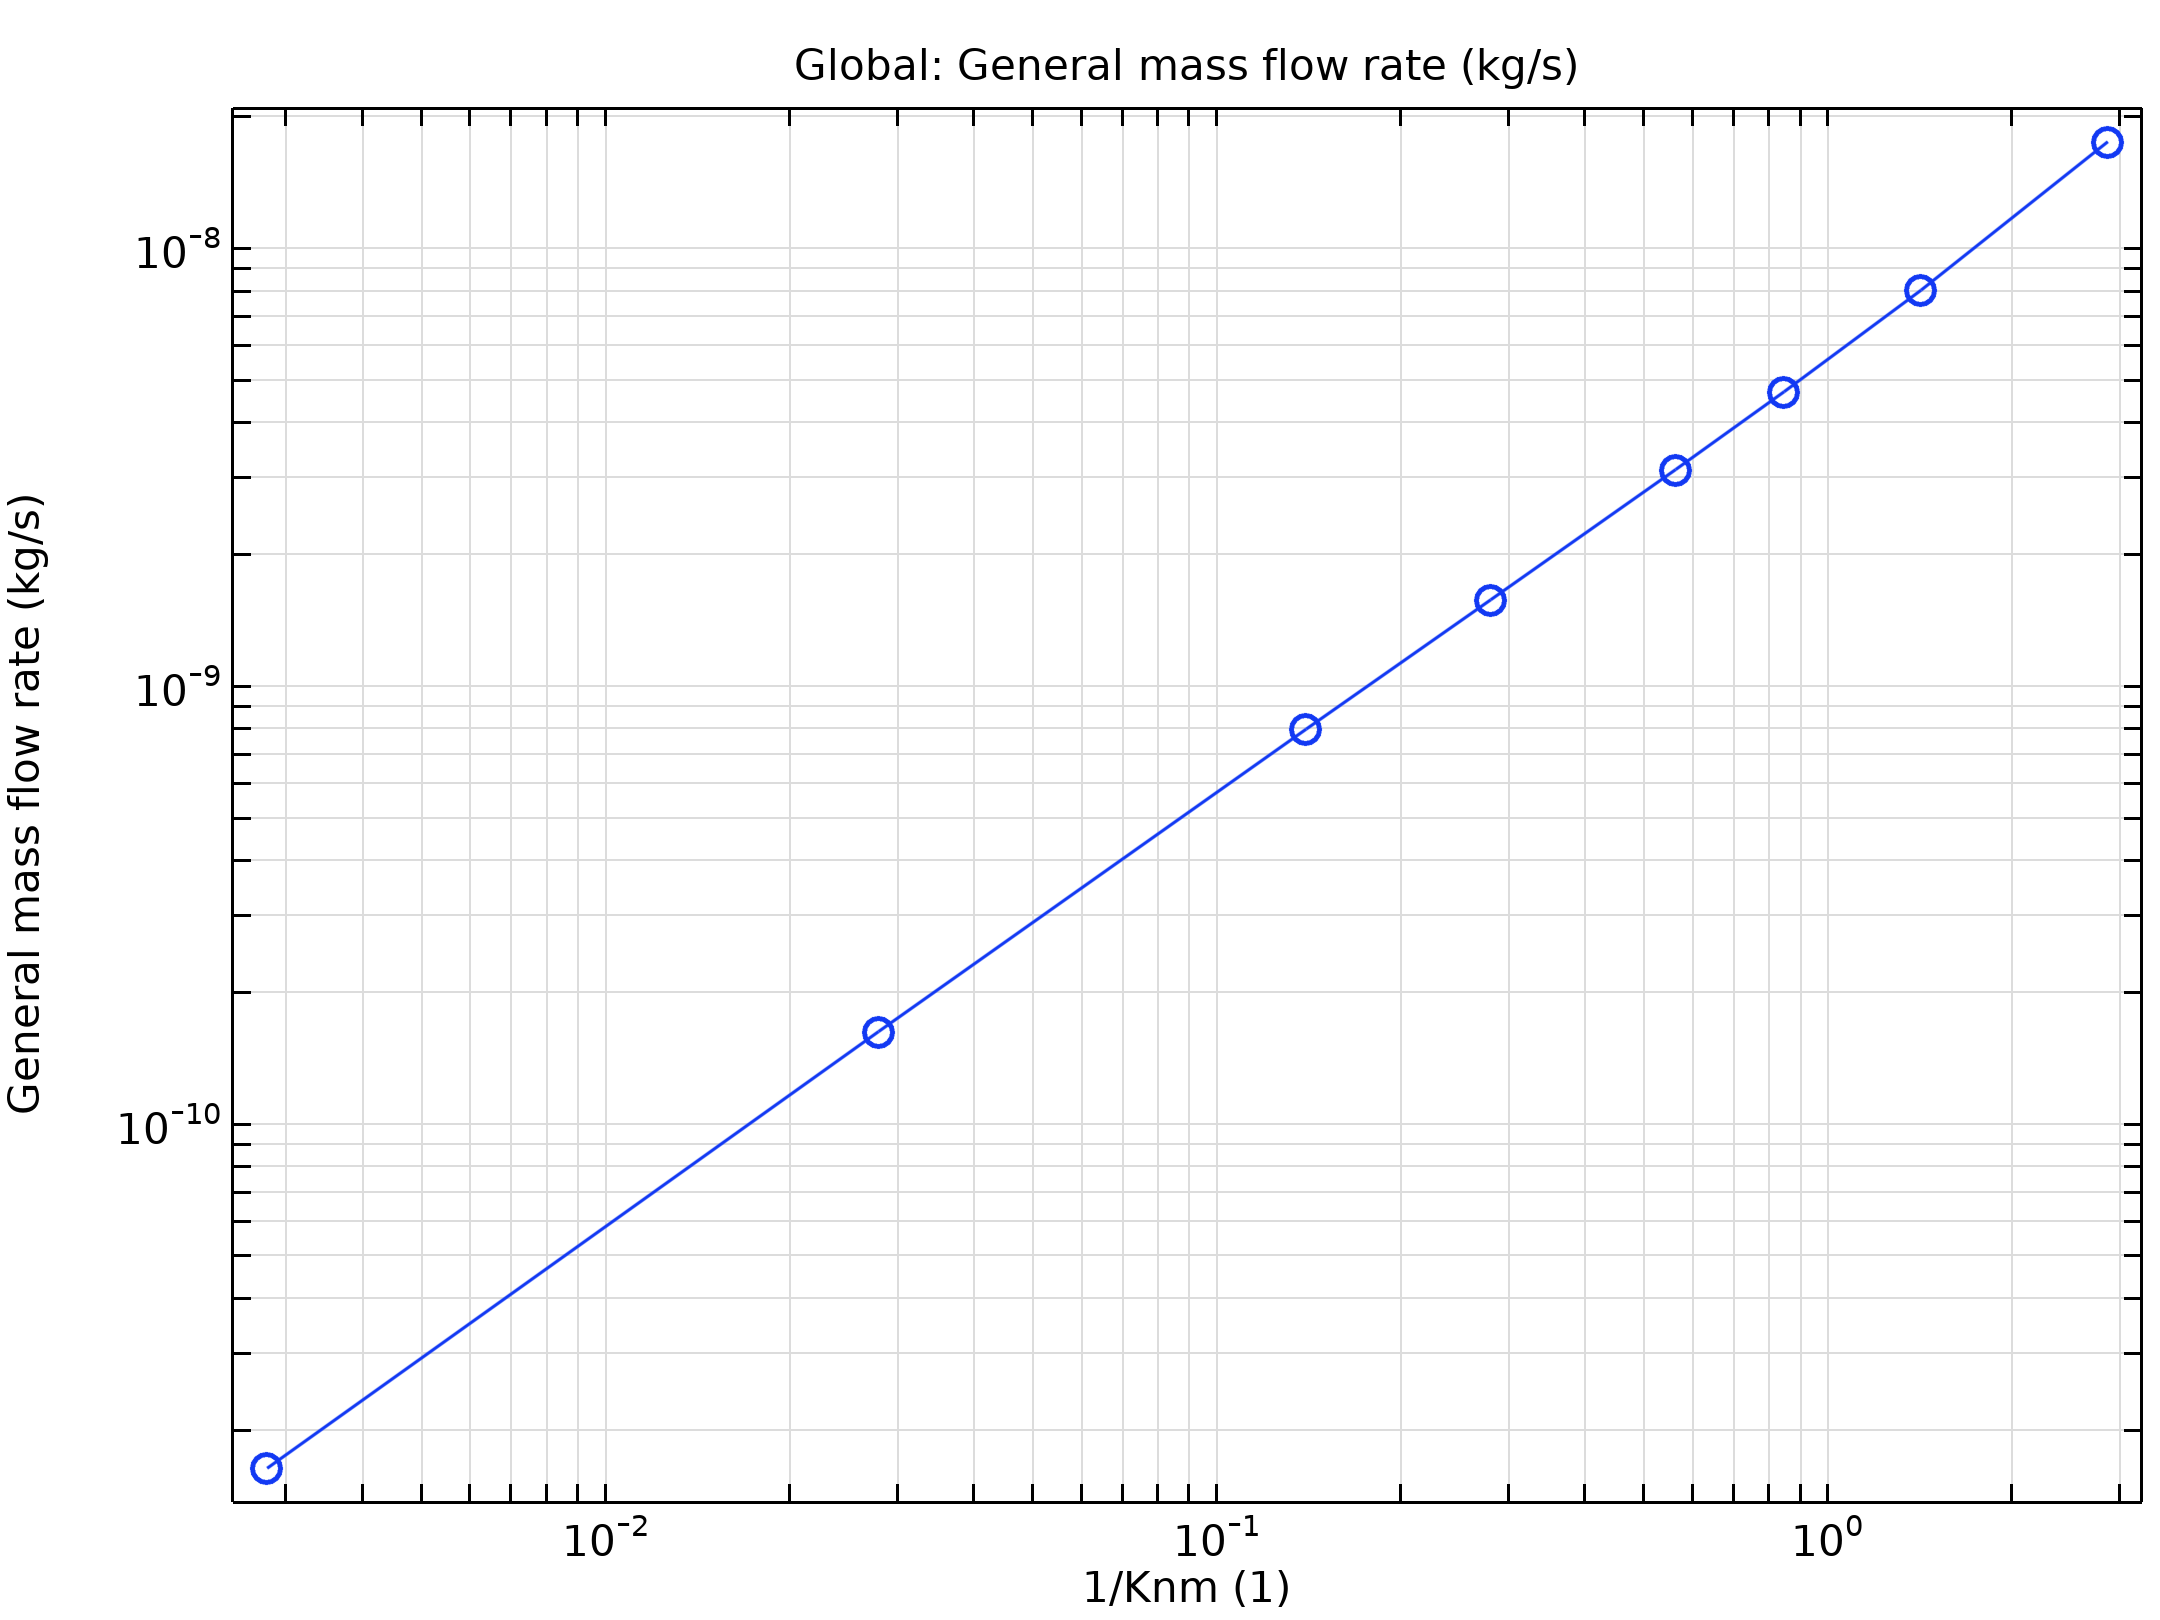 Global: General mass flow rate (kg/s)
General mass flow rate (kg/s)
10⁻⁸
10⁻⁹
10⁻¹⁰
10⁻² 10⁻¹ 10⁰
1/Knm (1)